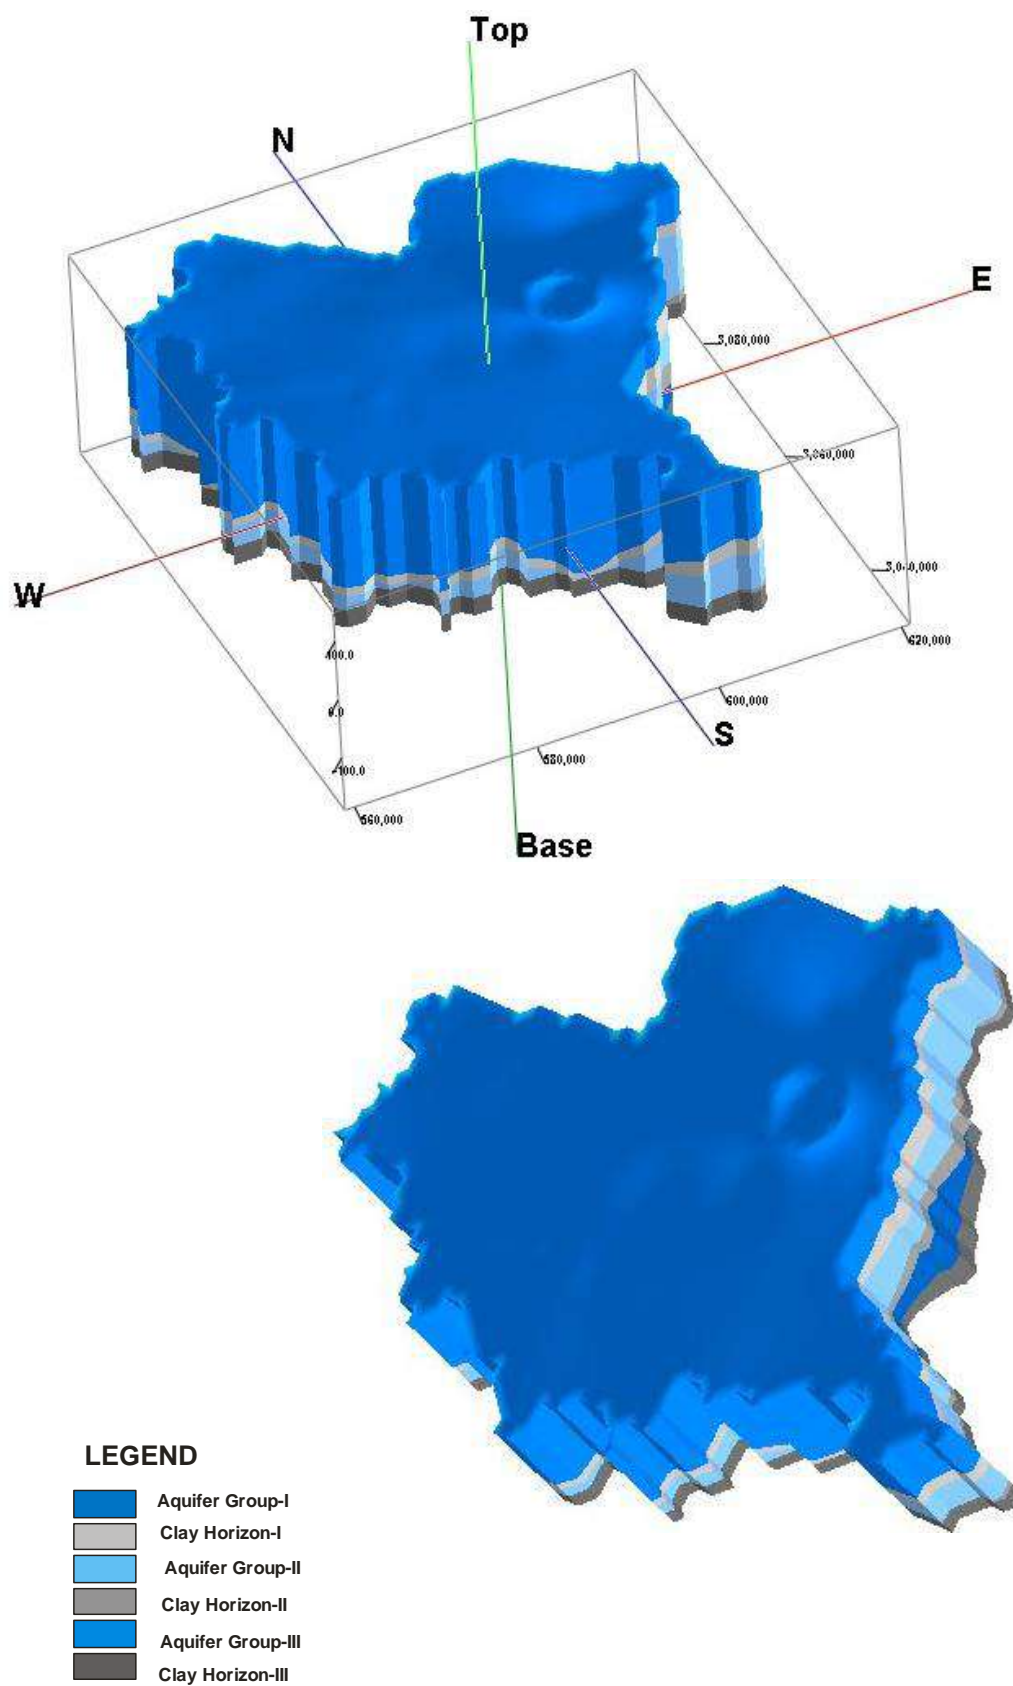 Top
N
E
3,080,000
3,060,000
3,040,000
W
100.0
0.0
-100.0
620,000
600,000
S
580,000
560,000
Base
LEGEND
Aquifer Group-I
Clay Horizon-I
Aquifer Group-II
Clay Horizon-II
Aquifer Group-III
Clay Horizon-III